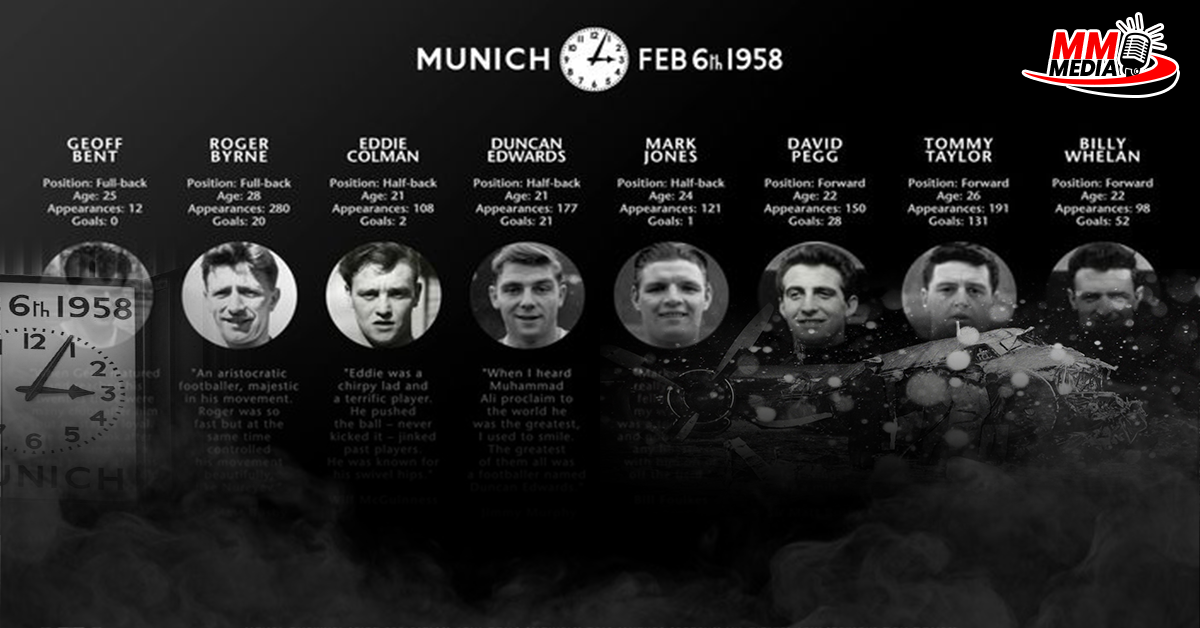 MUNICH FEB 6th 1958
MM
MEDIA
GEOFF
BENT
Position: Full-back
Age: 25
Appearances: 12
Goals: 0
ROGER
BYRNE
Position: Full-back
Age: 28
Appearances: 280
Goals: 20
EDDIE
COLMAN
Position: Half-back
Age: 21
Appearances: 108
Goals: 2
DUNCAN
EDWARDS
Position: Half-back
Age: 21
Appearances: 177
Goals: 21
MARK
JONES
Position: Half-back
Age: 24
Appearances: 121
Goals: 1
DAVID
PEGG
Position: Forward
Age: 22
Appearances: 150
Goals: 28
TOMMY
TAYLOR
Position: Forward
Age: 26
Appearances: 191
Goals: 131
BILLY
WHELAN
Position: Forward
Age: 22
Appearances: 98
Goals: 52
6th 1958
12
1
2
3
4
5
6
7
UNICH
"An aristocratic
footballer, majestic
in his movement.
Roger was so
fast but at the
same time
controlled
his movement
beautifully."
"Eddie was a
chirpy lad and
a terrific player.
He pushed
the ball – never
kicked it – jinked
past players.
He was known for
his swivel hips."
"When I heard
Muhammad
Ali proclaim to
the world he
was the greatest,
I used to smile.
The greatest
of them all was
a footballer named
Duncan Edwards."